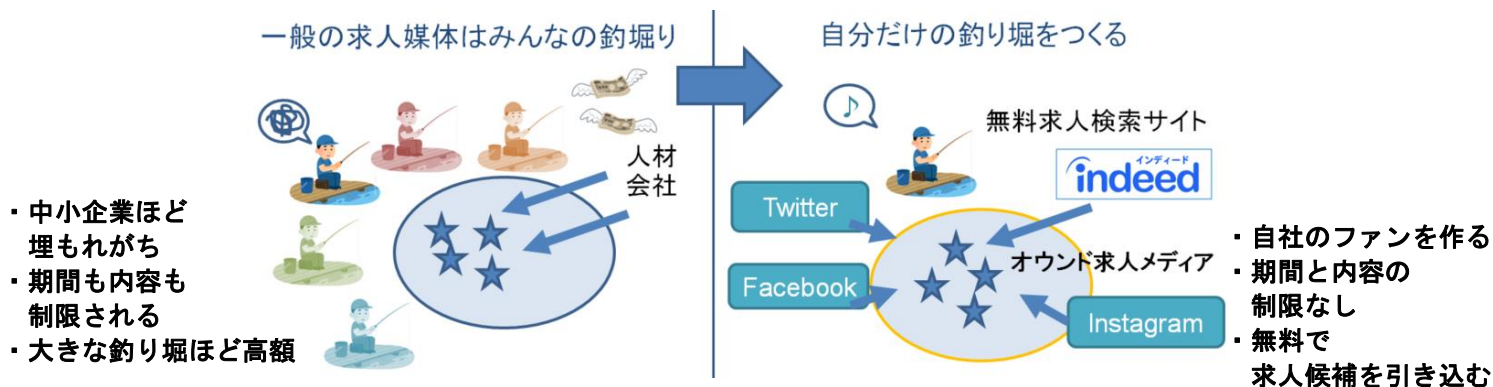 一般の求人媒体はみんなの釣堀り
人材
会社
・中小企業ほど
埋もれがち
・期間も内容も
制限される
・大きな釣り堀ほど高額
自分だけの釣り堀をつくる
♪
無料求人検索サイト
インディード
indeed
Twitter
Facebook
オウンド求人メディア
Instagram
・自社のファンを作る
・期間と内容の
制限なし
・無料で
求人候補を引き込む